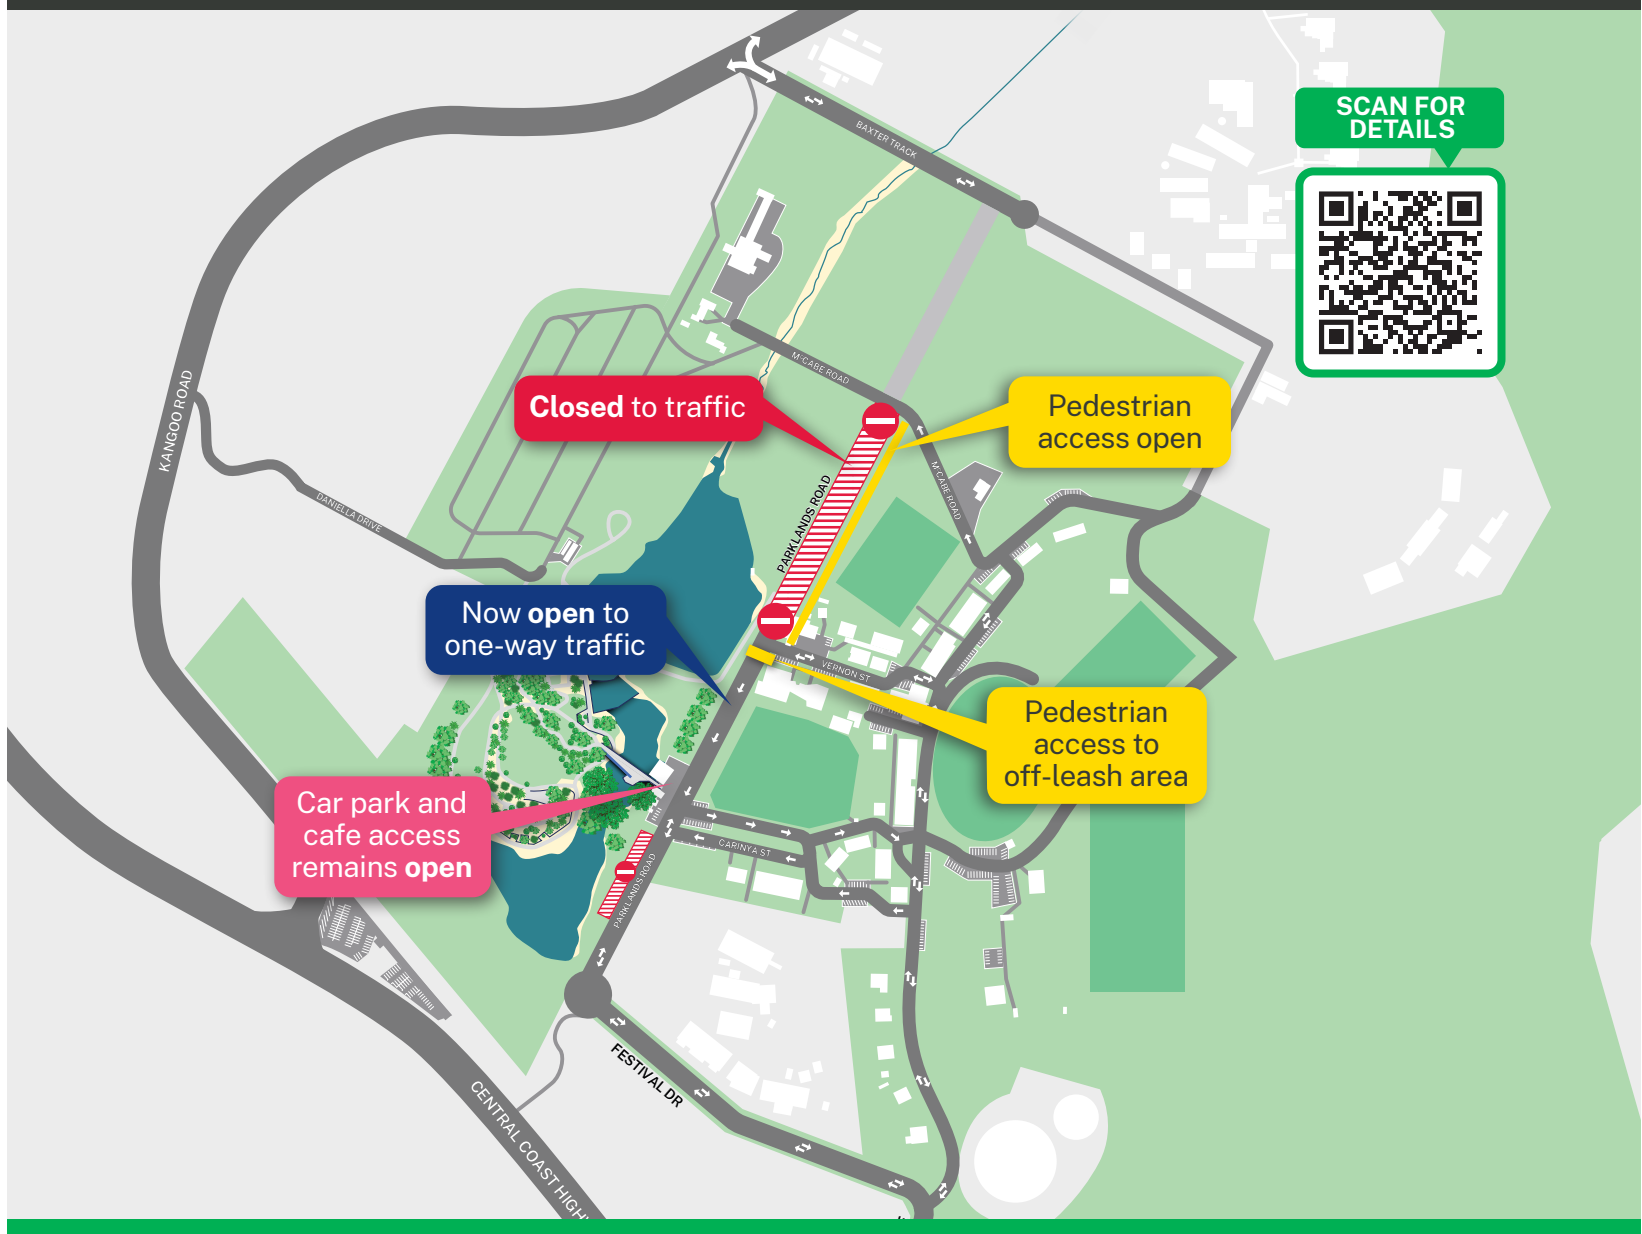 SCAN FOR
DETAILS
BAXTER TRACK
KANGOO ROAD
MCCABE ROAD
Closed to traffic
Pedestrian
access open
MCCABE ROAD
PARKLANDS ROAD
DANIELLA DRIVE
Now open to
one-way traffic
VERNON ST
Pedestrian
access to
off-leash area
Car park and
cafe access
remains open
CARINYA ST
PARKLANDS ROAD
FESTIVAL DR
CENTRAL COAST HIGH